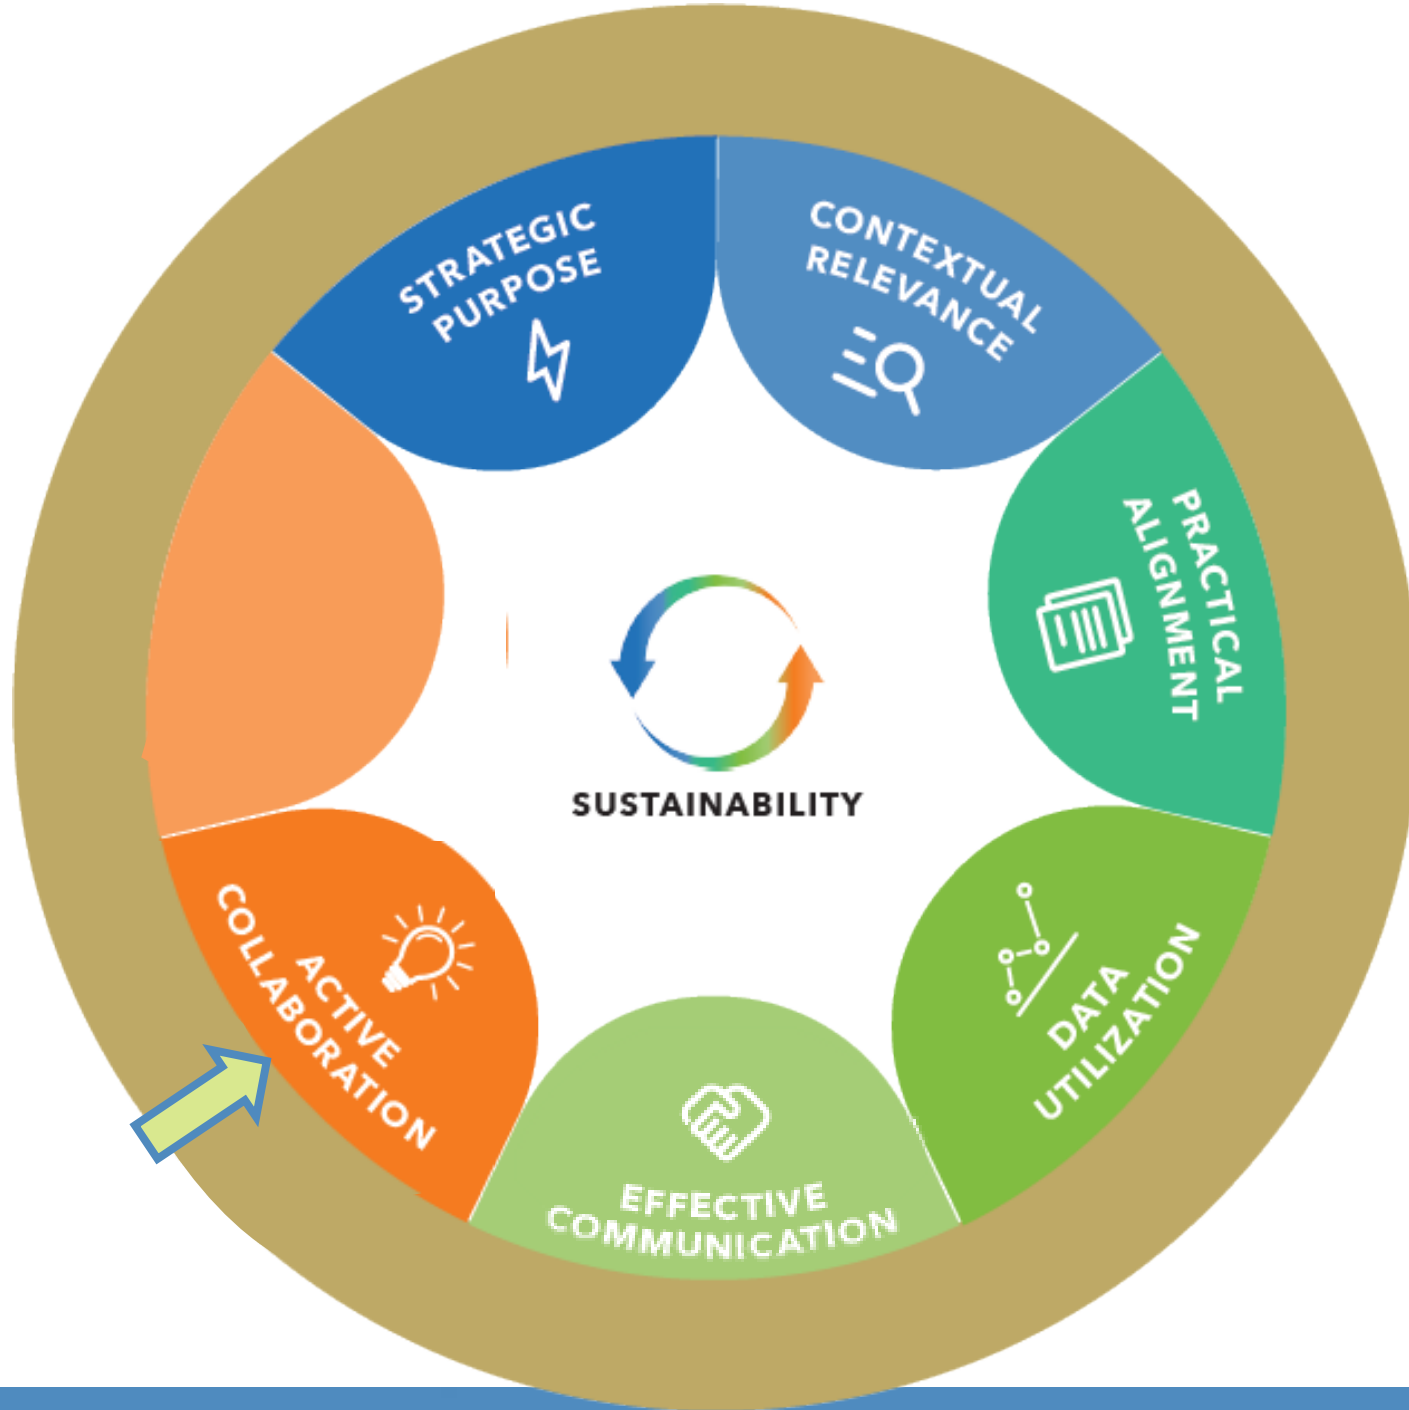 STRATEGIC
PURPOSE
CONTEXTUAL
RELEVANCE
PRACTICAL
ALIGNMENT
DATA
UTILIZATION
EFFECTIVE
COMMUNICATION
ACTIVE
COLLABORATION
SUSTAINABILITY